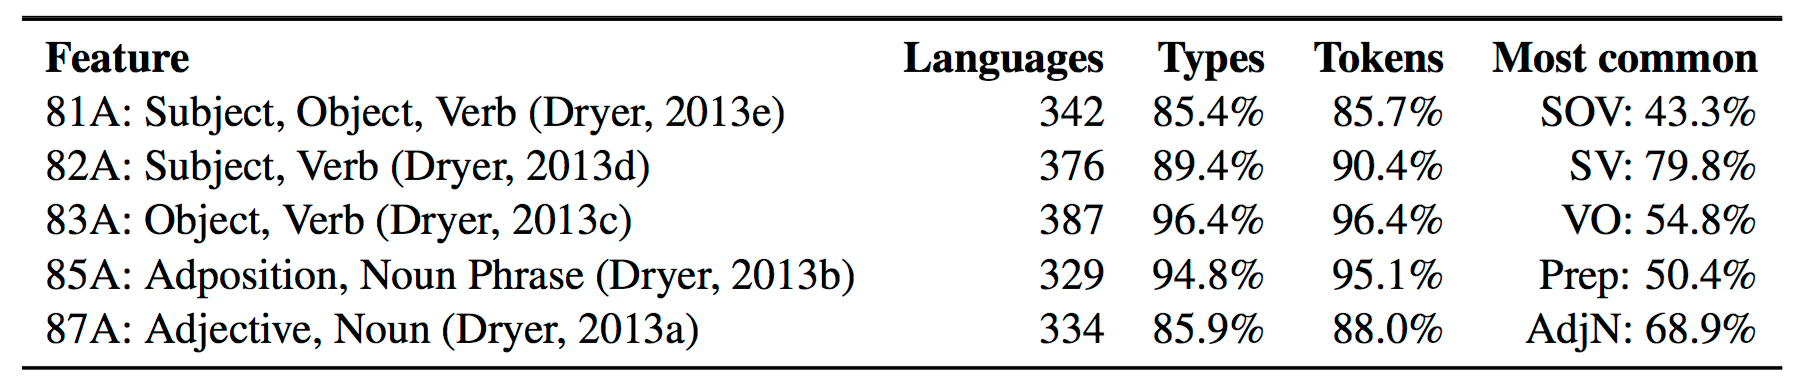 Feature Languages Types Tokens Most common
81A: Subject, Object, Verb (Dryer, 2013e) 342 85.4% 85.7% SOV: 43.3%
82A: Subject, Verb (Dryer, 2013d) 376 89.4% 90.4% SV: 79.8%
83A: Object, Verb (Dryer, 2013c) 387 96.4% 96.4% VO: 54.8%
85A: Adposition, Noun Phrase (Dryer, 2013b) 329 94.8% 95.1% Prep: 50.4%
87A: Adjective, Noun (Dryer, 2013a) 334 85.9% 88.0% AdjN: 68.9%